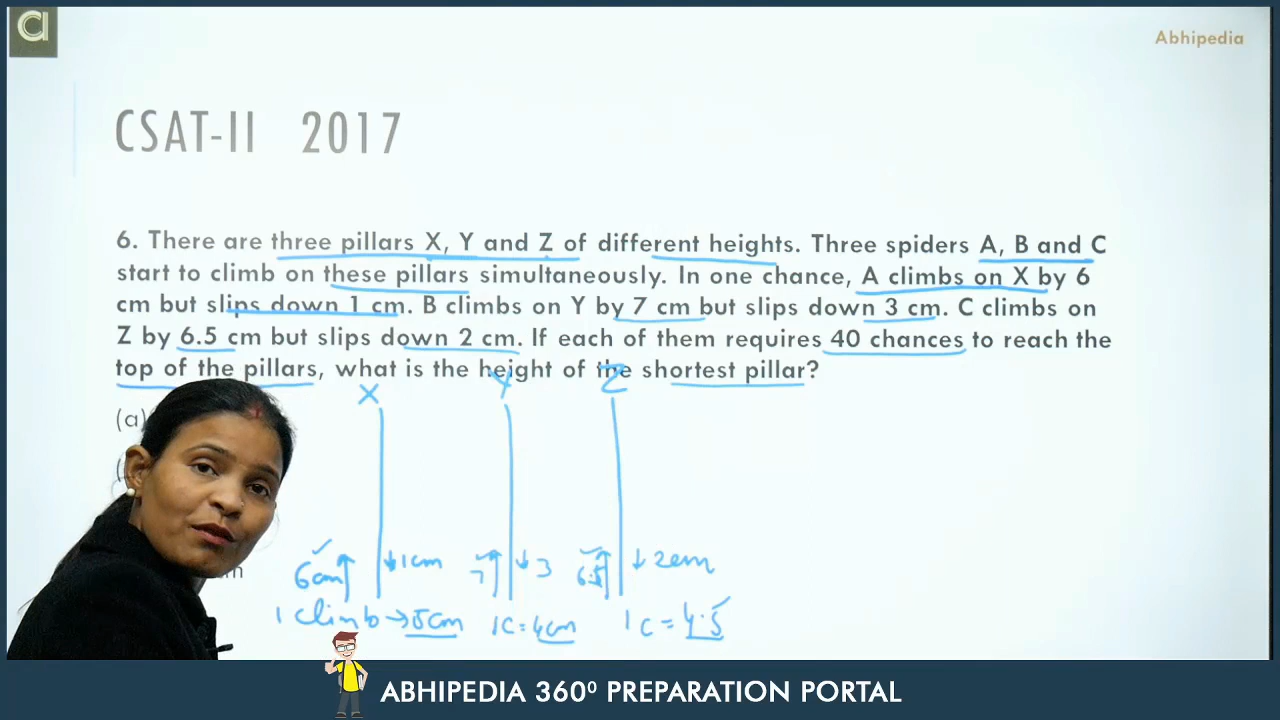 a
Abhipedia
CSAT-II 2017
6. There are three pillars X, Y and Z of different heights. Three spiders A, B and C
start to climb on these pillars simultaneously. In one chance, A climbs on X by 6
cm but slips down 1 cm. B climbs on Y by 7 cm but slips down 3 cm. C climbs on
Z by 6.5 cm but slips down 2 cm. If each of them requires 40 chances to reach the
top of the pillars, what is the height of the shortest pillar?
X Y Z
(a)
6cm 1cm 7 3 6.5 2cm
1 Climb → 5cm 1C = 4cm 1C = 4.5
ABHIPEDIA 360⁰ PREPARATION PORTAL